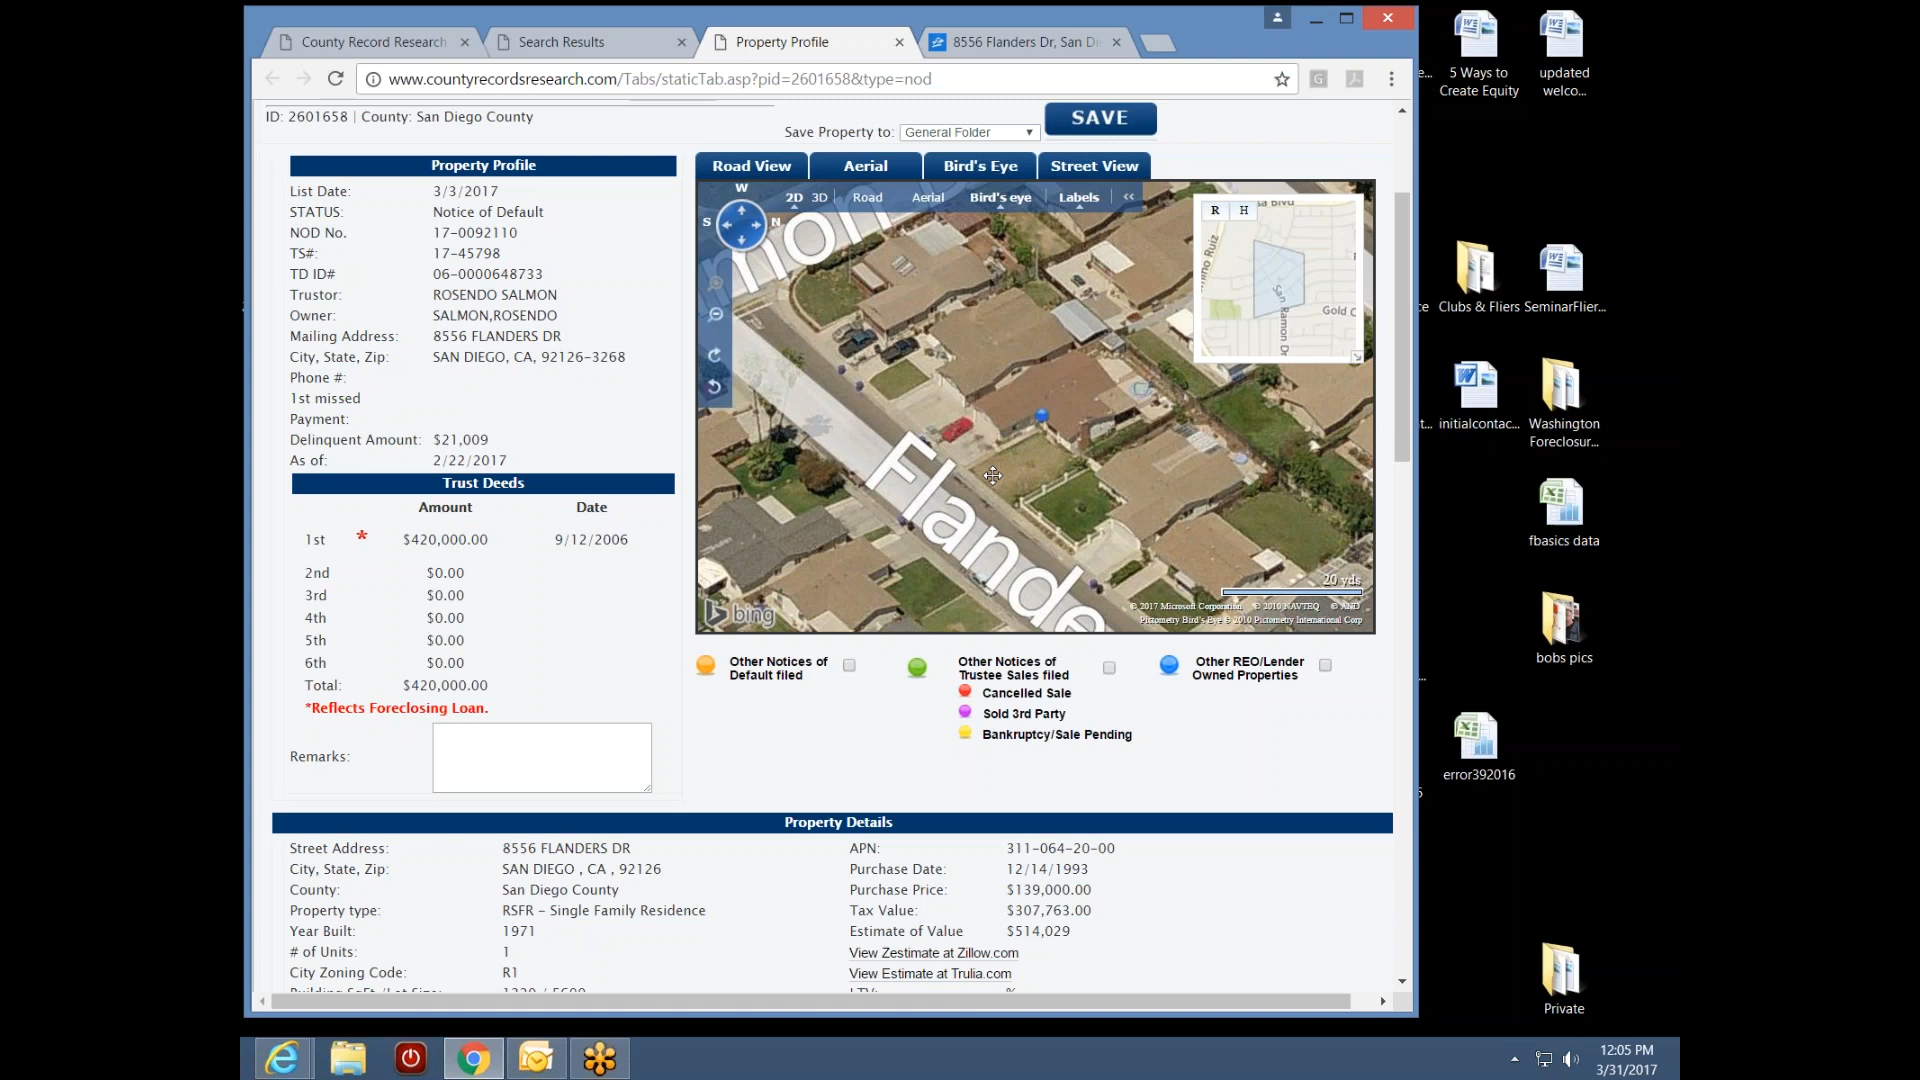 County Record Research
Search Results
Property Profile
8556 Flanders Dr, San Di
www.countyrecordsresearch.com/Tabs/staticTab.asp?pid=2601658&type=nod
ID: 2601658 | County: San Diego County
Save Property to:
General Folder
SAVE
Property Profile
List Date: 3/3/2017
STATUS: Notice of Default
NOD No. 17-0092110
TS#: 17-45798
TD ID# 06-0000648733
Trustor: ROSENDO SALMON
Owner: SALMON,ROSENDO
Mailing Address: 8556 FLANDERS DR
City, State, Zip: SAN DIEGO, CA, 92126-3268
Phone #:
1st missed
Payment:
Delinquent Amount: $21,009
As of: 2/22/2017
Trust Deeds
Amount Date
1st * $420,000.00 9/12/2006
2nd $0.00
3rd $0.00
4th $0.00
5th $0.00
6th $0.00
Total: $420,000.00
*Reflects Foreclosing Loan.
Remarks:
Road View Aerial Bird's Eye Street View
W
S N
2D 3D Road Aerial Bird's eye Labels «
R H
mino Ruiz
San Ramon Dr
Gold C
mon
Flande
20 yds
bing
© 2017 Microsoft Corporation © 2010 NAVTEQ © AND
Pictometry Bird's Eye © 2010 Pictometry International Corp
Other Notices of
Default filed
Other Notices of
Trustee Sales filed
Cancelled Sale
Sold 3rd Party
Bankruptcy/Sale Pending
Other REO/Lender
Owned Properties
Property Details
Street Address: 8556 FLANDERS DR
City, State, Zip: SAN DIEGO , CA , 92126
County: San Diego County
Property type: RSFR - Single Family Residence
Year Built: 1971
# of Units: 1
City Zoning Code: R1
APN: 311-064-20-00
Purchase Date: 12/14/1993
Purchase Price: $139,000.00
Tax Value: $307,763.00
Estimate of Value $514,029
View Zestimate at Zillow.com
View Estimate at Trulia.com
5 Ways to
Create Equity
updated
welco...
Clubs & Fliers
SeminarFlier...
initialcontac...
Washington
Foreclosur...
fbasics data
bobs pics
error392016
Private
12:05 PM
3/31/2017